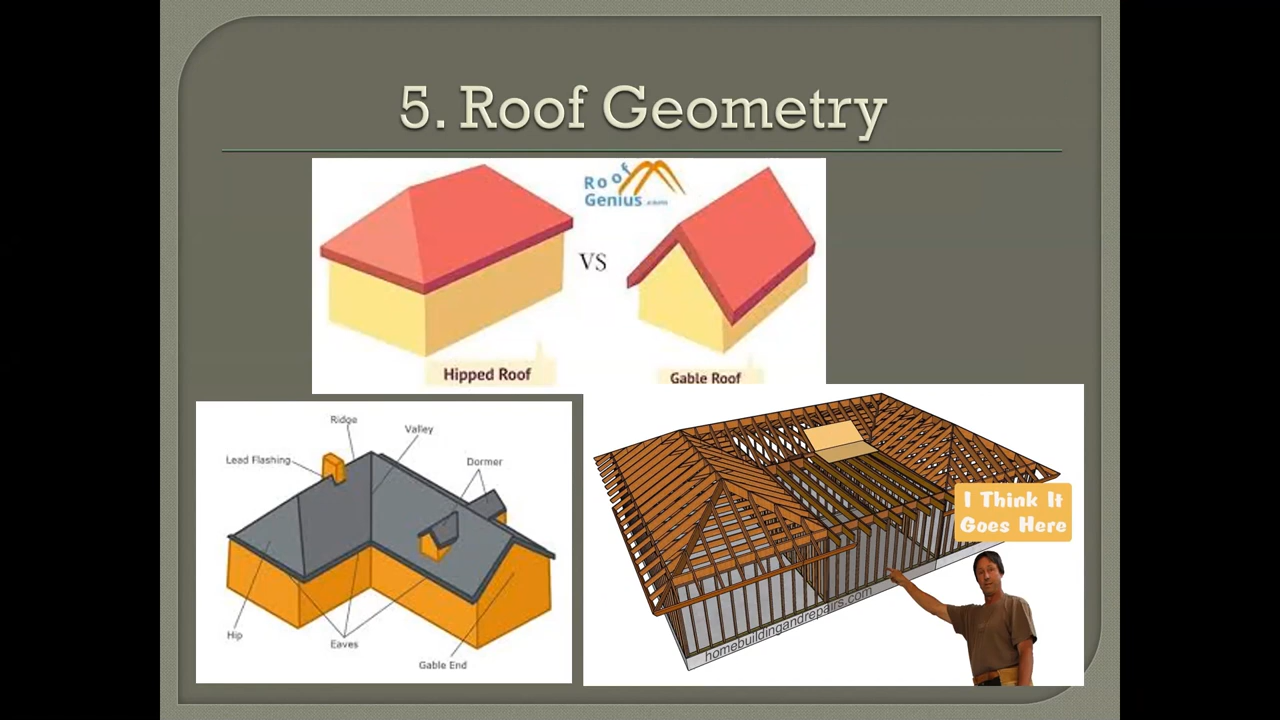 5. Roof Geometry
Roof
Genius.com
VS
Hipped Roof
Gable Roof
Ridge
Valley
Lead Flashing
Dormer
Hip
Eaves
Gable End
I Think It
Goes Here
homebuildingandrepairs.com